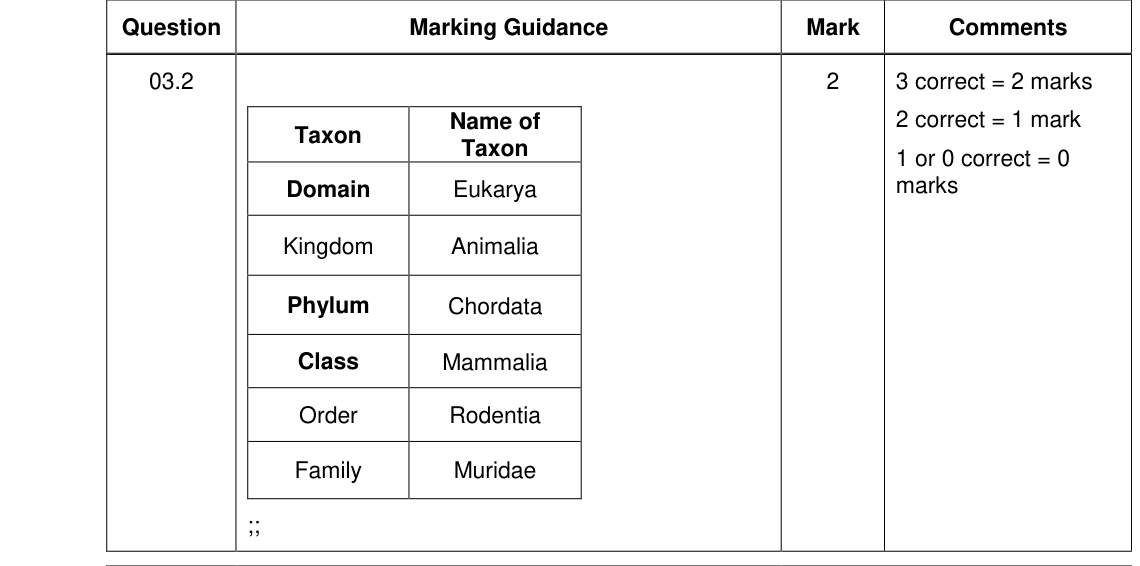 Question Marking Guidance Mark Comments
03.2 2 3 correct = 2 marks
2 correct = 1 mark
1 or 0 correct = 0
marks
Taxon Name of
Taxon
Domain Eukarya
Kingdom Animalia
Phylum Chordata
Class Mammalia
Order Rodentia
Family Muridae
;;